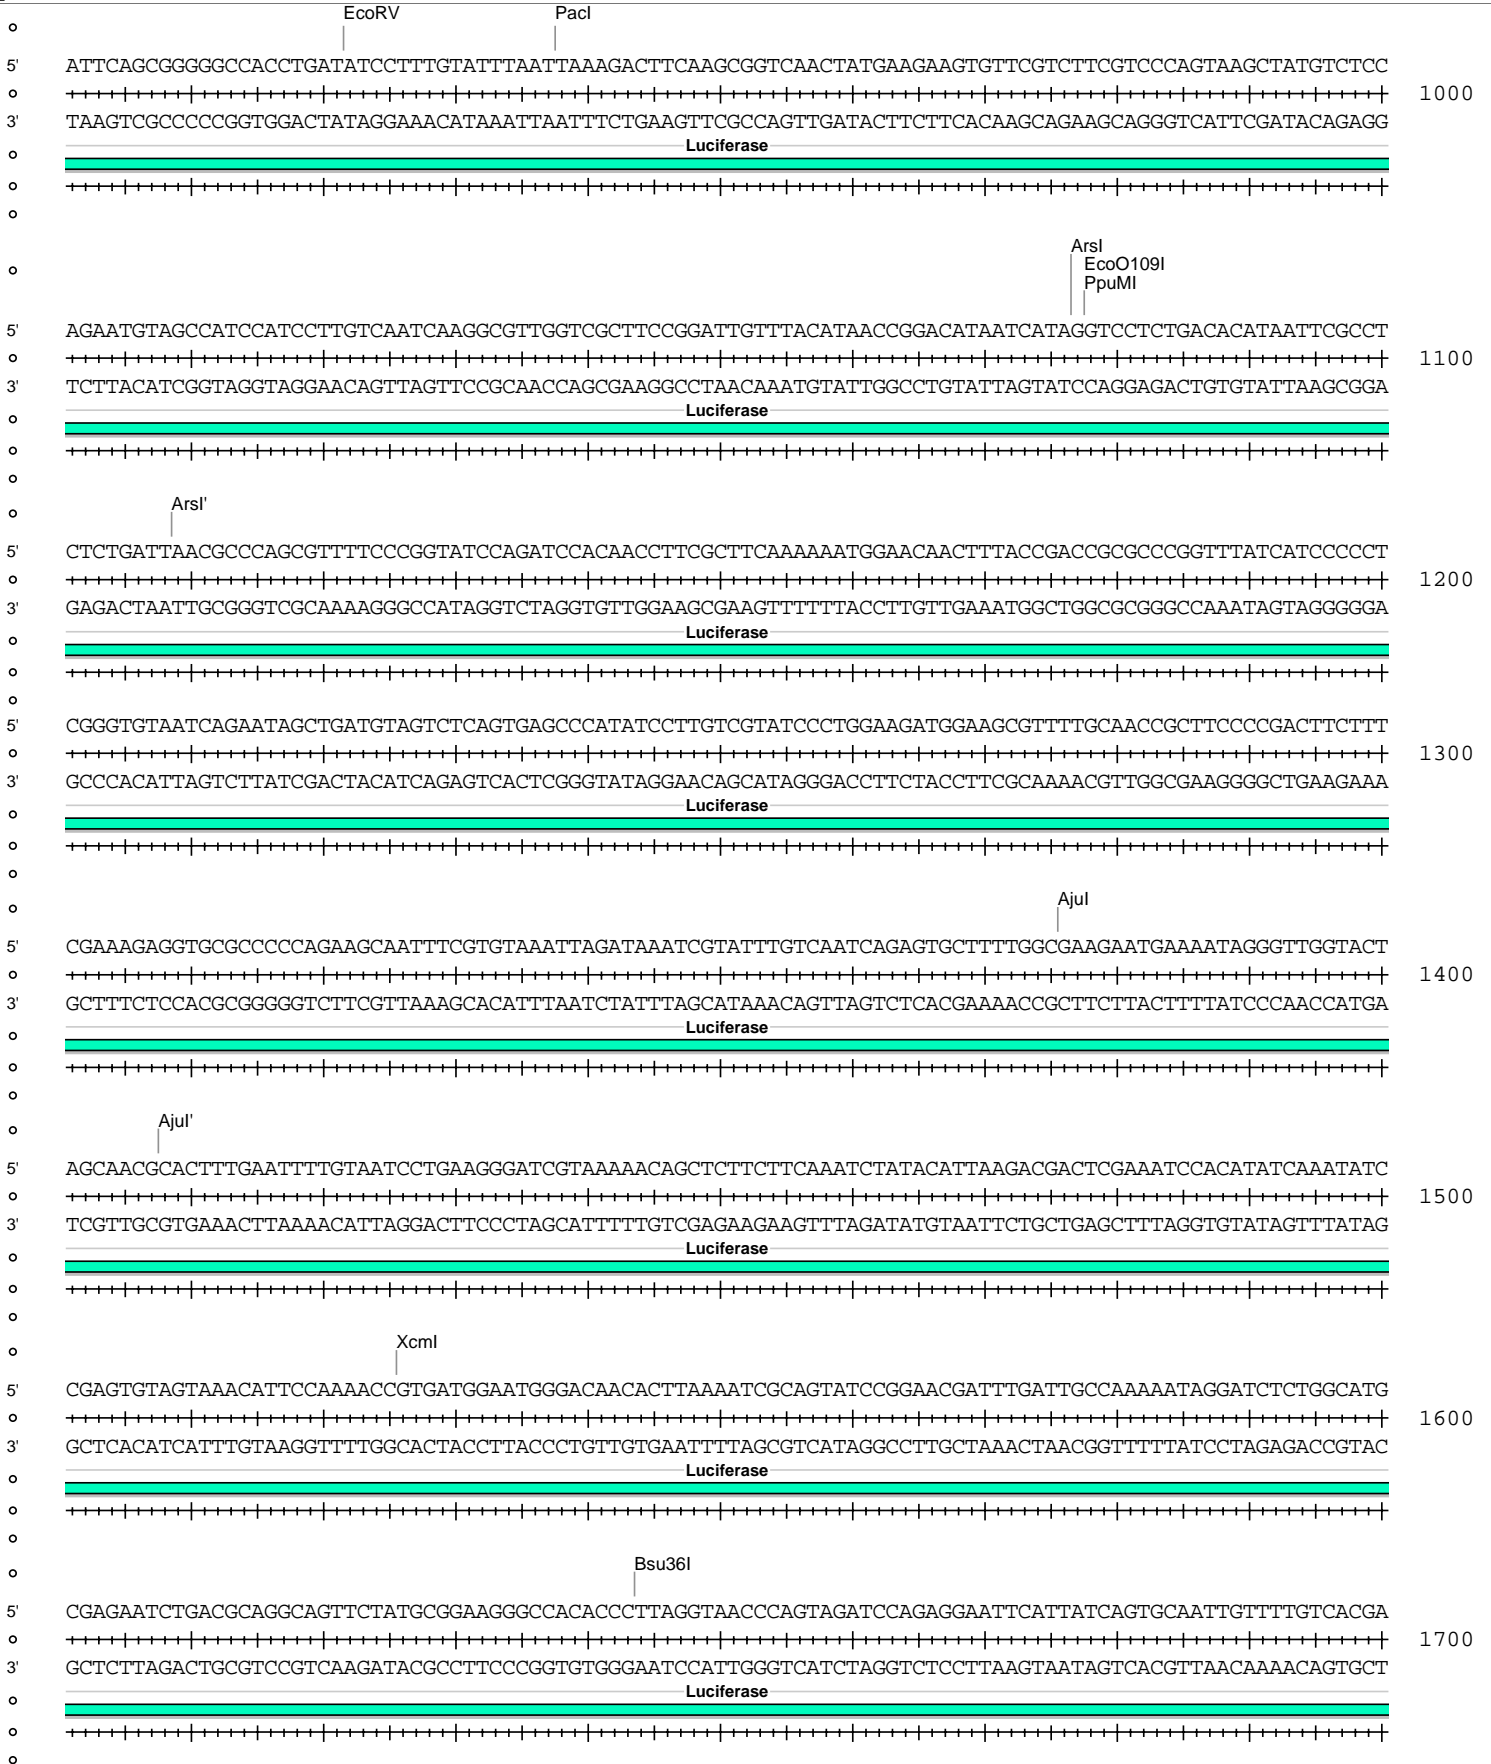 EcoRV PacI
5' ATTCAGCGGGGGCCACCTGATATCCTTTGTATTTAATTAAAGACTTCAAGCGGTCAACTATGAAGAAGTGTTCGTCTTCGTCCCAGTAAGCTATGTCTCC
1000
3' TAAGTCGCCCCCGGTGGACTATAGGAAACATAAATTAATTTCTGAAGTTCGCCAGTTGATACTTCTTCACAAGCAGAAGCAGGGTCATTCGATACAGAGG
Luciferase
ArsI
EcoO109I
PpuMI
5' AGAATGTAGCCATCCATCCTTGTCAATCAAGGCGTTGGTCGCTTCCGGATTGTTTACATAACCGGACATAATCATAGGTCCTCTGACACATAATTCGCCT
1100
3' TCTTACATCGGTAGGTAGGAACAGTTAGTTCCGCAACCAGCGAAGGCCTAACAAATGTATTGGCCTGTATTAGTATCCAGGAGACTGTGTATTAAGCGGA
Luciferase
ArsI'
5' CTCTGATTAACGCCCAGCGTTTTCCCGGTATCCAGATCCACAACCTTCGCTTCAAAAAATGGAACAACTTTACCGACCGCGCCCGGTTTATCATCCCCCT
1200
3' GAGACTAATTGCGGGTCGCAAAAGGGCCATAGGTCTAGGTGTTGGAAGCGAAGTTTTTTACCTTGTTGAAATGGCTGGCGCGGGCCAAATAGTAGGGGGA
Luciferase
5' CGGGTGTAATCAGAATAGCTGATGTAGTCTCAGTGAGCCCATATCCTTGTCGTATCCCTGGAAGATGGAAGCGTTTTGCAACCGCTTCCCCGACTTCTTT
1300
3' GCCCACATTAGTCTTATCGACTACATCAGAGTCACTCGGGTATAGGAACAGCATAGGGACCTTCTACCTTCGCAAAACGTTGGCGAAGGGGCTGAAGAAA
Luciferase
AjuI
5' CGAAAGAGGTGCGCCCCCAGAAGCAATTTCGTGTAAATTAGATAAATCGTATTTGTCAATCAGAGTGCTTTTGGCGAAGAATGAAAATAGGGTTGGTACT
1400
3' GCTTTCTCCACGCGGGGGTCTTCGTTAAAGCACATTTAATCTATTTAGCATAAACAGTTAGTCTCACGAAAACCGCTTCTTACTTTTATCCCAACCATGA
Luciferase
AjuI'
5' AGCAACGCACTTTGAATTTTGTAATCCTGAAGGGATCGTAAAAACAGCTCTTCTTCAAATCTATACATTAAGACGACTCGAAATCCACATATCAAATATC
1500
3' TCGTTGCGTGAAACTTAAAACATTAGGACTTCCCTAGCATTTTTGTCGAGAAGAAGTTTAGATATGTAATTCTGCTGAGCTTTAGGTGTATAGTTTATAG
Luciferase
XcmI
5' CGAGTGTAGTAAACATTCCAAAACCGTGATGGAATGGGACAACACTTAAAATCGCAGTATCCGGAACGATTTGATTGCCAAAAATAGGATCTCTGGCATG
1600
3' GCTCACATCATTTGTAAGGTTTTGGCACTACCTTACCCTGTTGTGAATTTTAGCGTCATAGGCCTTGCTAAACTAACGGTTTTTATCCTAGAGACCGTAC
Luciferase
Bsu36I
5' CGAGAATCTGACGCAGGCAGTTCTATGCGGAAGGGCCACACCCTTAGGTAACCCAGTAGATCCAGAGGAATTCATTATCAGTGCAATTGTTTTGTCACGA
1700
3' GCTCTTAGACTGCGTCCGTCAAGATACGCCTTCCCGGTGTGGGAATCCATTGGGTCATCTAGGTCTCCTTAAGTAATAGTCACGTTAACAAAACAGTGCT
Luciferase